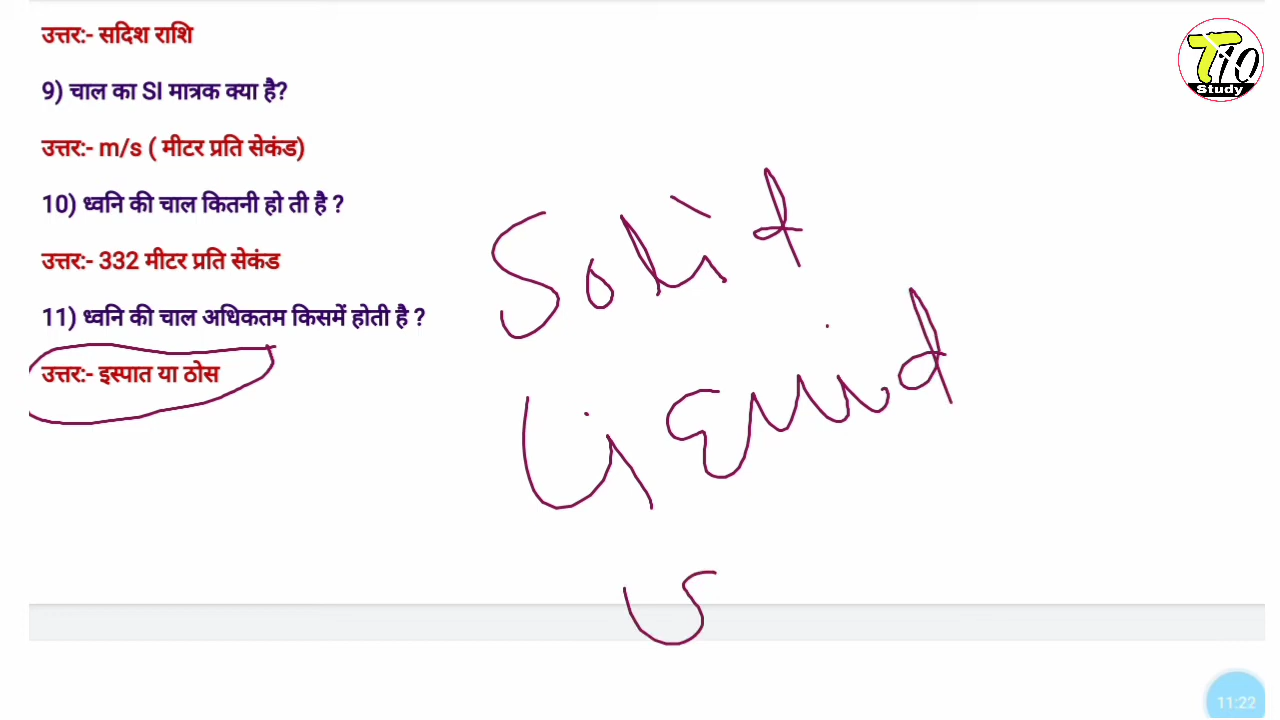 उत्तर:- सदिश राशि
9) चाल का SI मात्रक क्या है?
उत्तर:- m/s ( मीटर प्रति सेकंड)
10) ध्वनि की चाल कितनी हो ती है ?
उत्तर:- 332 मीटर प्रति सेकंड
11) ध्वनि की चाल अधिकतम किसमें होती है ?
उत्तर:- इस्पात या ठोस
Solid
T10
Study
11:22